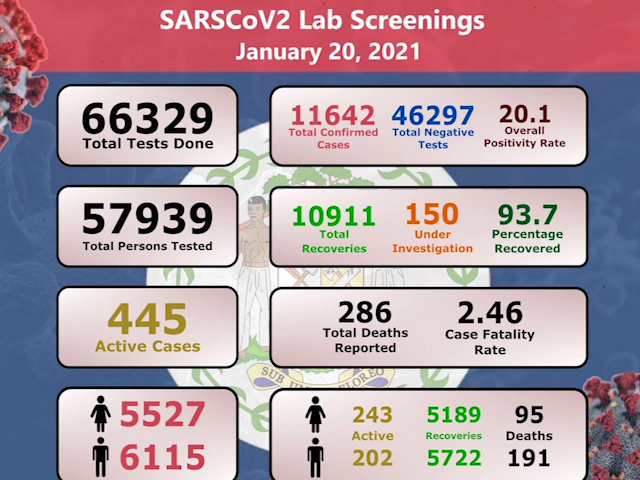 SARSCoV2 Lab Screenings
January 20, 2021
66329
Total Tests Done
11642 46297 20.1
Total Confirmed Cases
Total Negative Tests
Overall Positivity Rate
57939
Total Persons Tested
10911 150 93.7
Total Recoveries
Under Investigation
Percentage Recovered
445
Active Cases
286 2.46
Total Deaths Reported
Case Fatality Rate
SUB UMBRA FLOREO
5527
6115
243 5189 95
Active Recoveries Deaths
202 5722 191